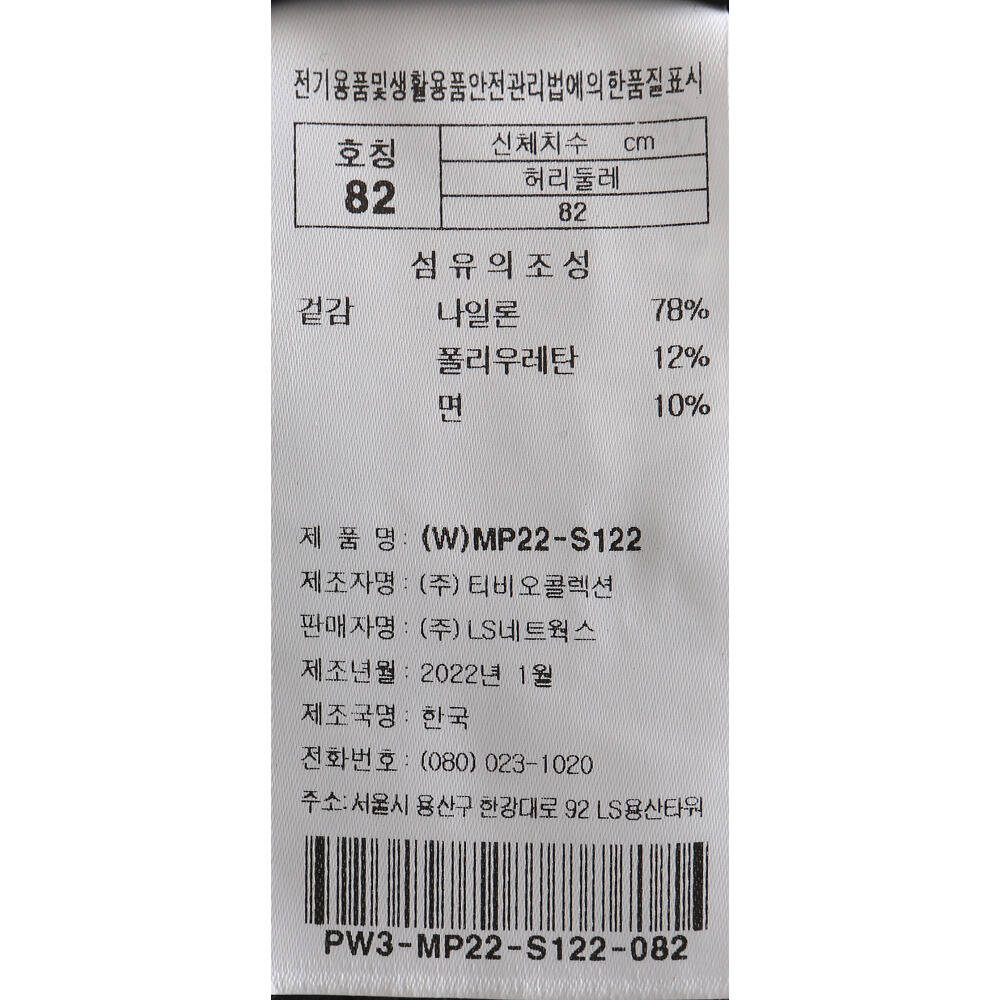 전기용품및생활용품안전관리법에의한품질표시
호칭 신체치수 cm
82 허리둘레
82
섬유의조성
겉감 나일론 78%
폴리우레탄 12%
면 10%
제 품 명 : (W)MP22-S122
제조자명 : (주) 티비오콜렉션
판매자명 : (주) LS네트웍스
제조년월 : 2022년 1월
제조국명 : 한국
전화번호 : (080) 023-1020
주소:서울시 용산구 한강대로 92 LS용산타워
PW3-MP22-S122-082